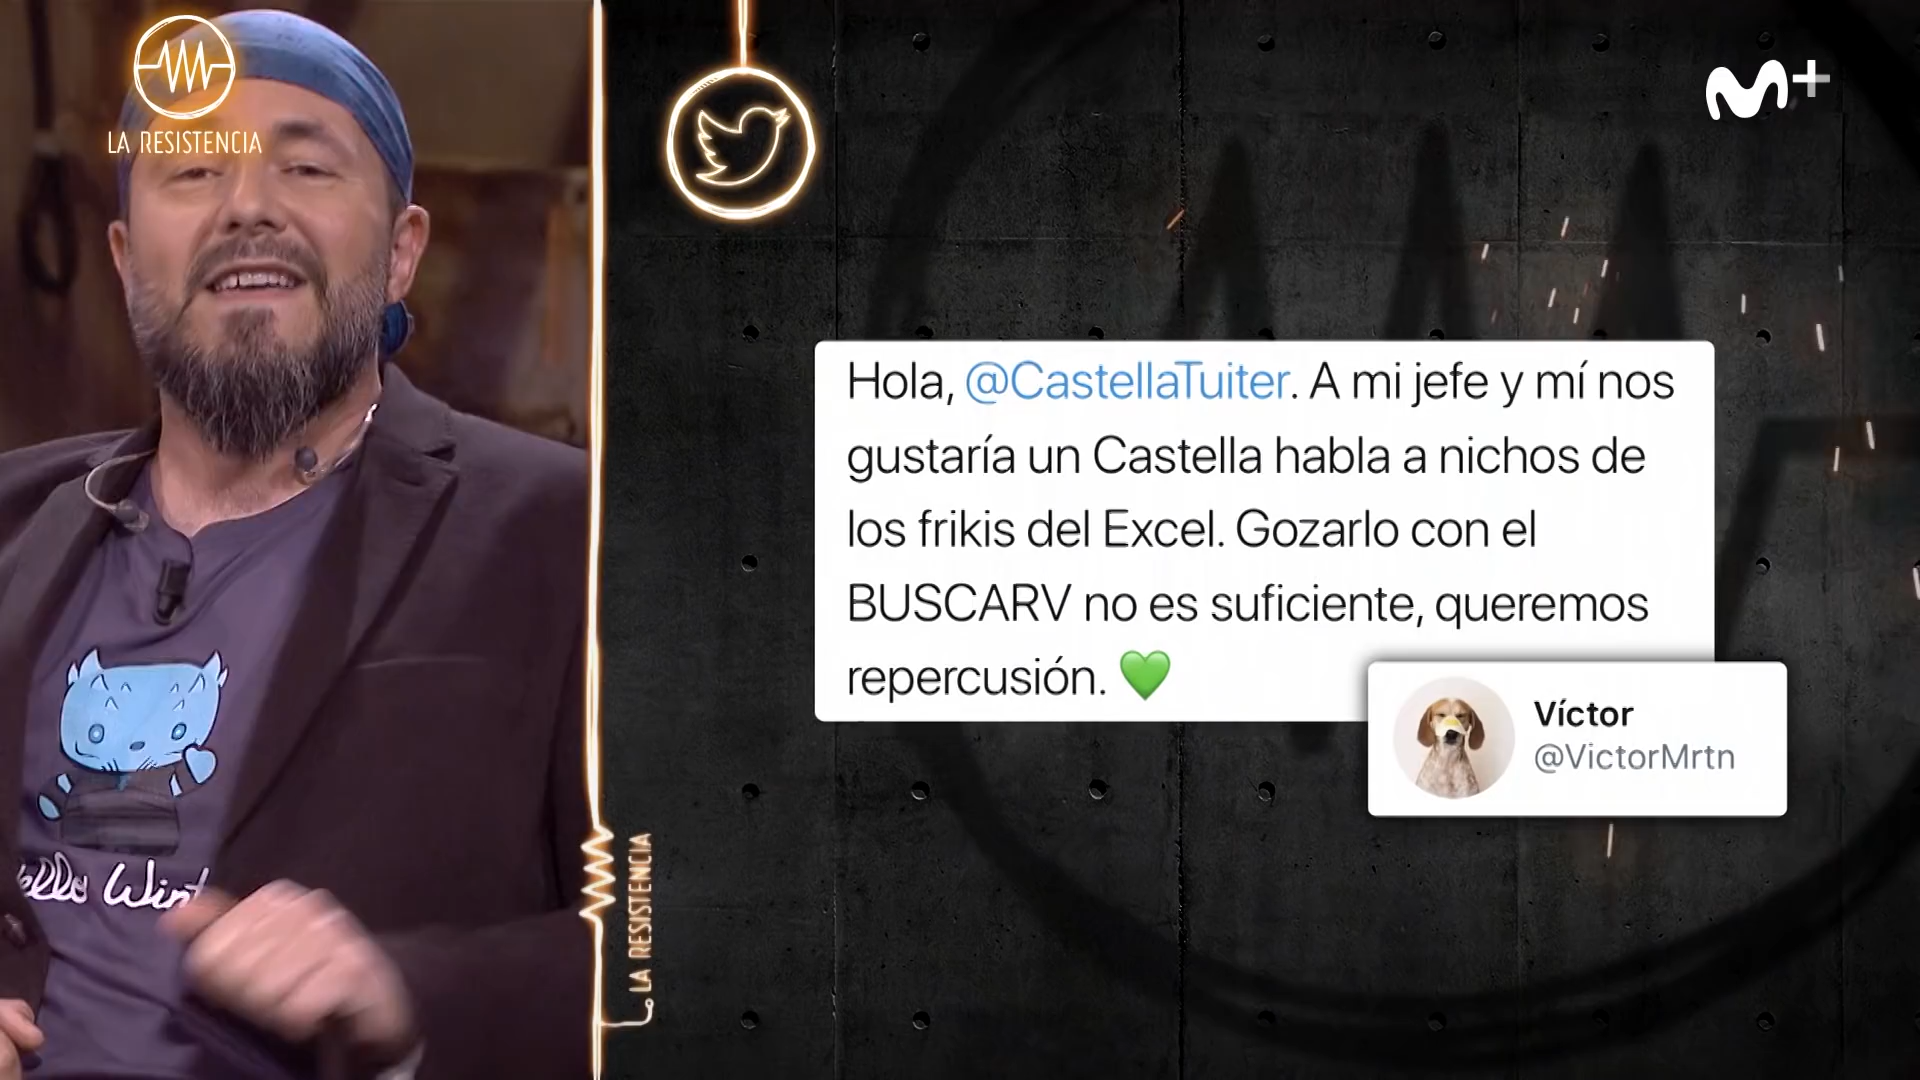 LA RESISTENCIA
M+
Hola, @CastellaTuiter. A mi jefe y mí nos
gustaría un Castella habla a nichos de
los frikis del Excel. Gozarlo con el
BUSCARV no es suficiente, queremos
repercusión. 💚
Víctor
@VictorMrtn
LA RESISTENCIA